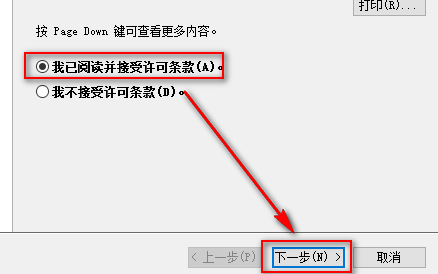 打印(R)...
按 Page Down 键可查看更多内容。
我已阅读并接受许可条款(A)。
我不接受许可条款(D)。
< 上一步(P) 下一步(N) > 取消